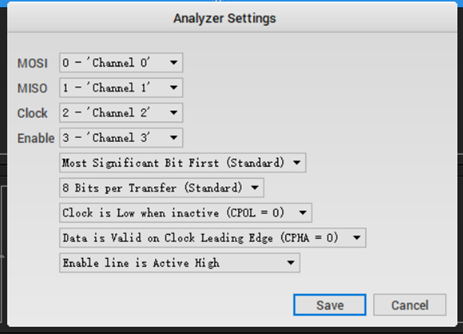 Analyzer Settings
MOSI 0 - 'Channel 0'
MISO 1 - 'Channel 1'
Clock 2 - 'Channel 2'
Enable 3 - 'Channel 3'
Most Significant Bit First (Standard)
8 Bits per Transfer (Standard)
Clock is Low when inactive (CPOL = 0)
Data is Valid on Clock Leading Edge (CPHA = 0)
Enable line is Active High
Save Cancel